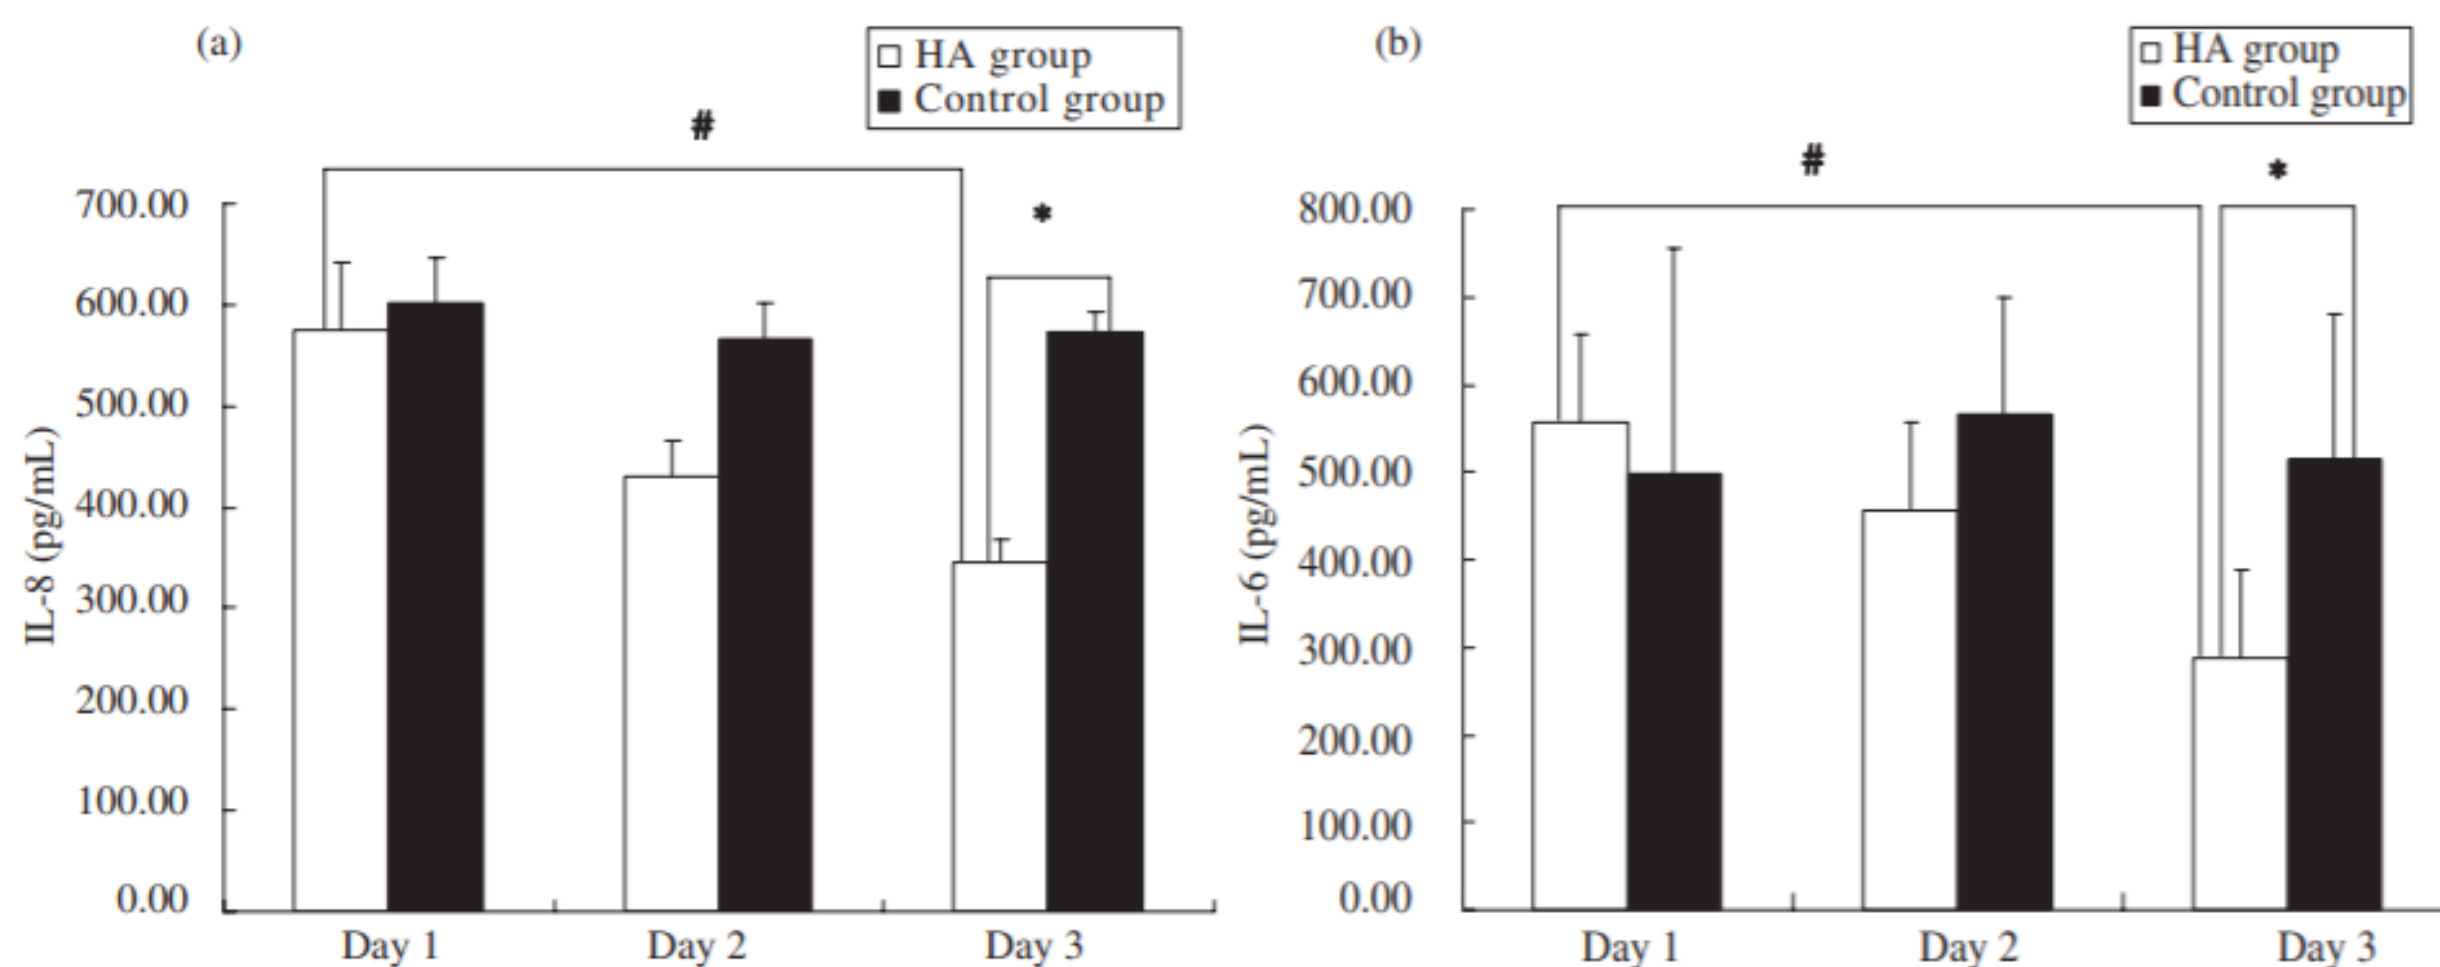 (a)
HA group
Control group
#
*
700.00
600.00
500.00
400.00
300.00
200.00
100.00
0.00
IL-8 (pg/mL)
Day 1
Day 2
Day 3
(b)
HA group
Control group
#
*
800.00
700.00
600.00
500.00
400.00
300.00
200.00
100.00
0.00
IL-6 (pg/mL)
Day 1
Day 2
Day 3